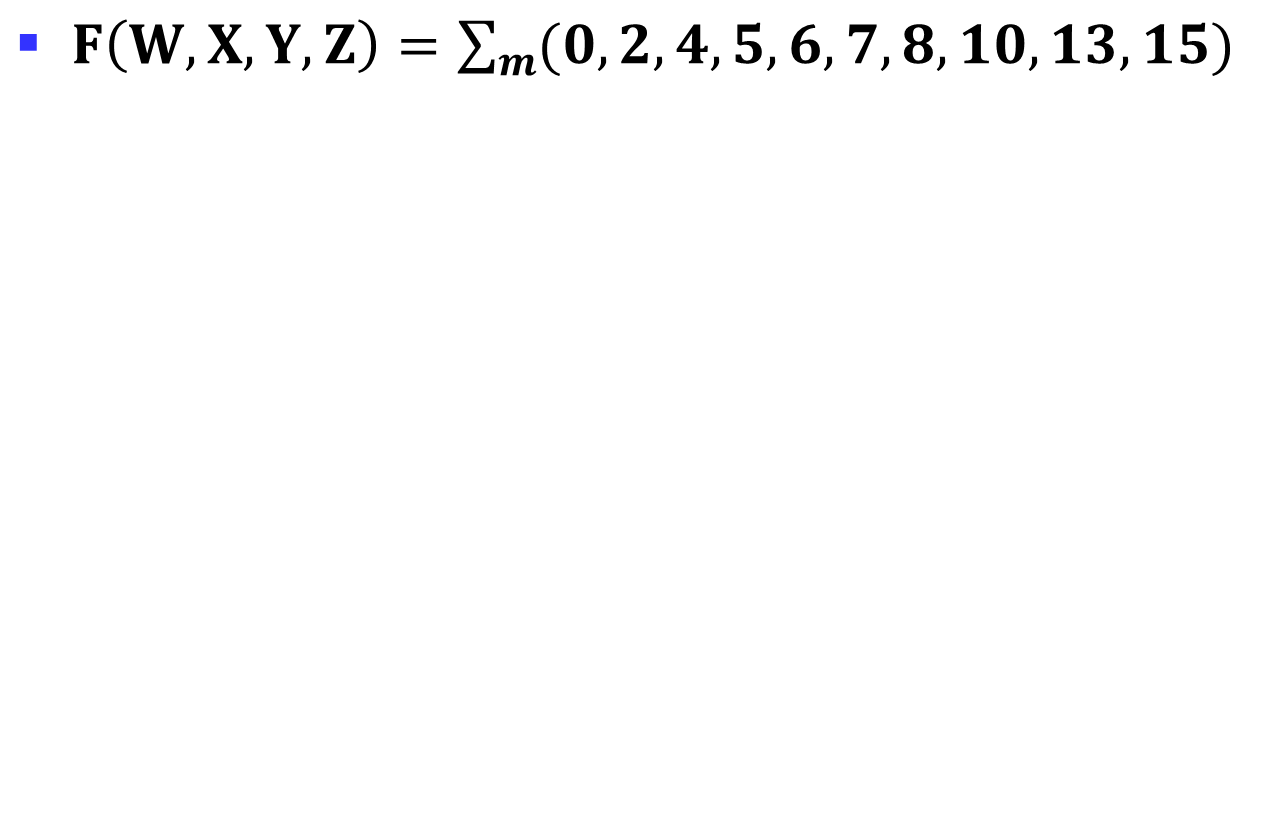 ▪ F(W, X, Y, Z) = ∑m(0, 2, 4, 5, 6, 7, 8, 10, 13, 15)